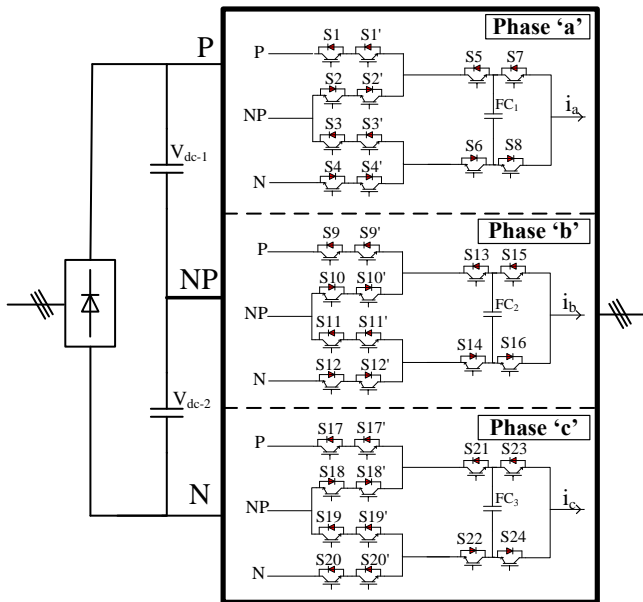 P
V_dc-1
NP
V_dc-2
N
Phase ‘a’
S1 S1'
P
S2 S2'
S5 S7
NP
FC₁
i_a
S3 S3'
S6 S8
S4 S4'
N
Phase ‘b’
S9 S9'
P
S13 S15
S10 S10'
NP
FC₂
i_b
S11 S11'
S14 S16
S12 S12'
N
Phase ‘c’
S17 S17'
P
S21 S23
S18 S18'
NP
FC₃
i_c
S19 S19'
S22 S24
S20 S20'
N